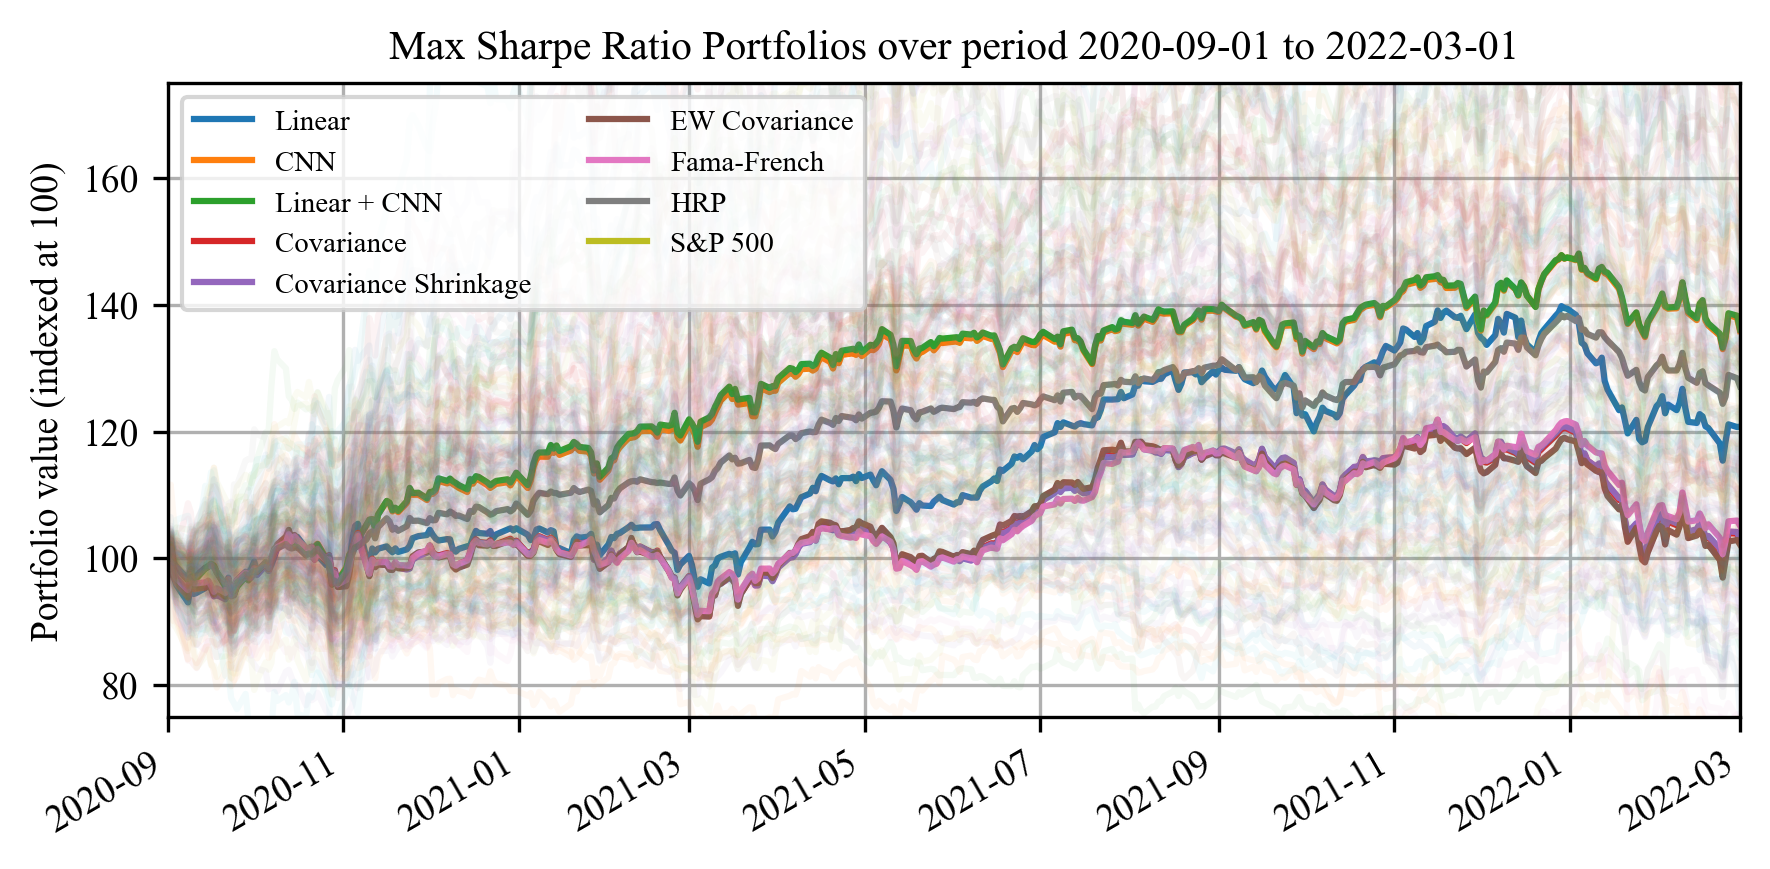 Max Sharpe Ratio Portfolios over period 2020-09-01 to 2022-03-01
Portfolio value (indexed at 100)
160
140
120
100
80
Linear
CNN
Linear + CNN
Covariance
Covariance Shrinkage
EW Covariance
Fama-French
HRP
S&P 500
2020-09
2020-11
2021-01
2021-03
2021-05
2021-07
2021-09
2021-11
2022-01
2022-03